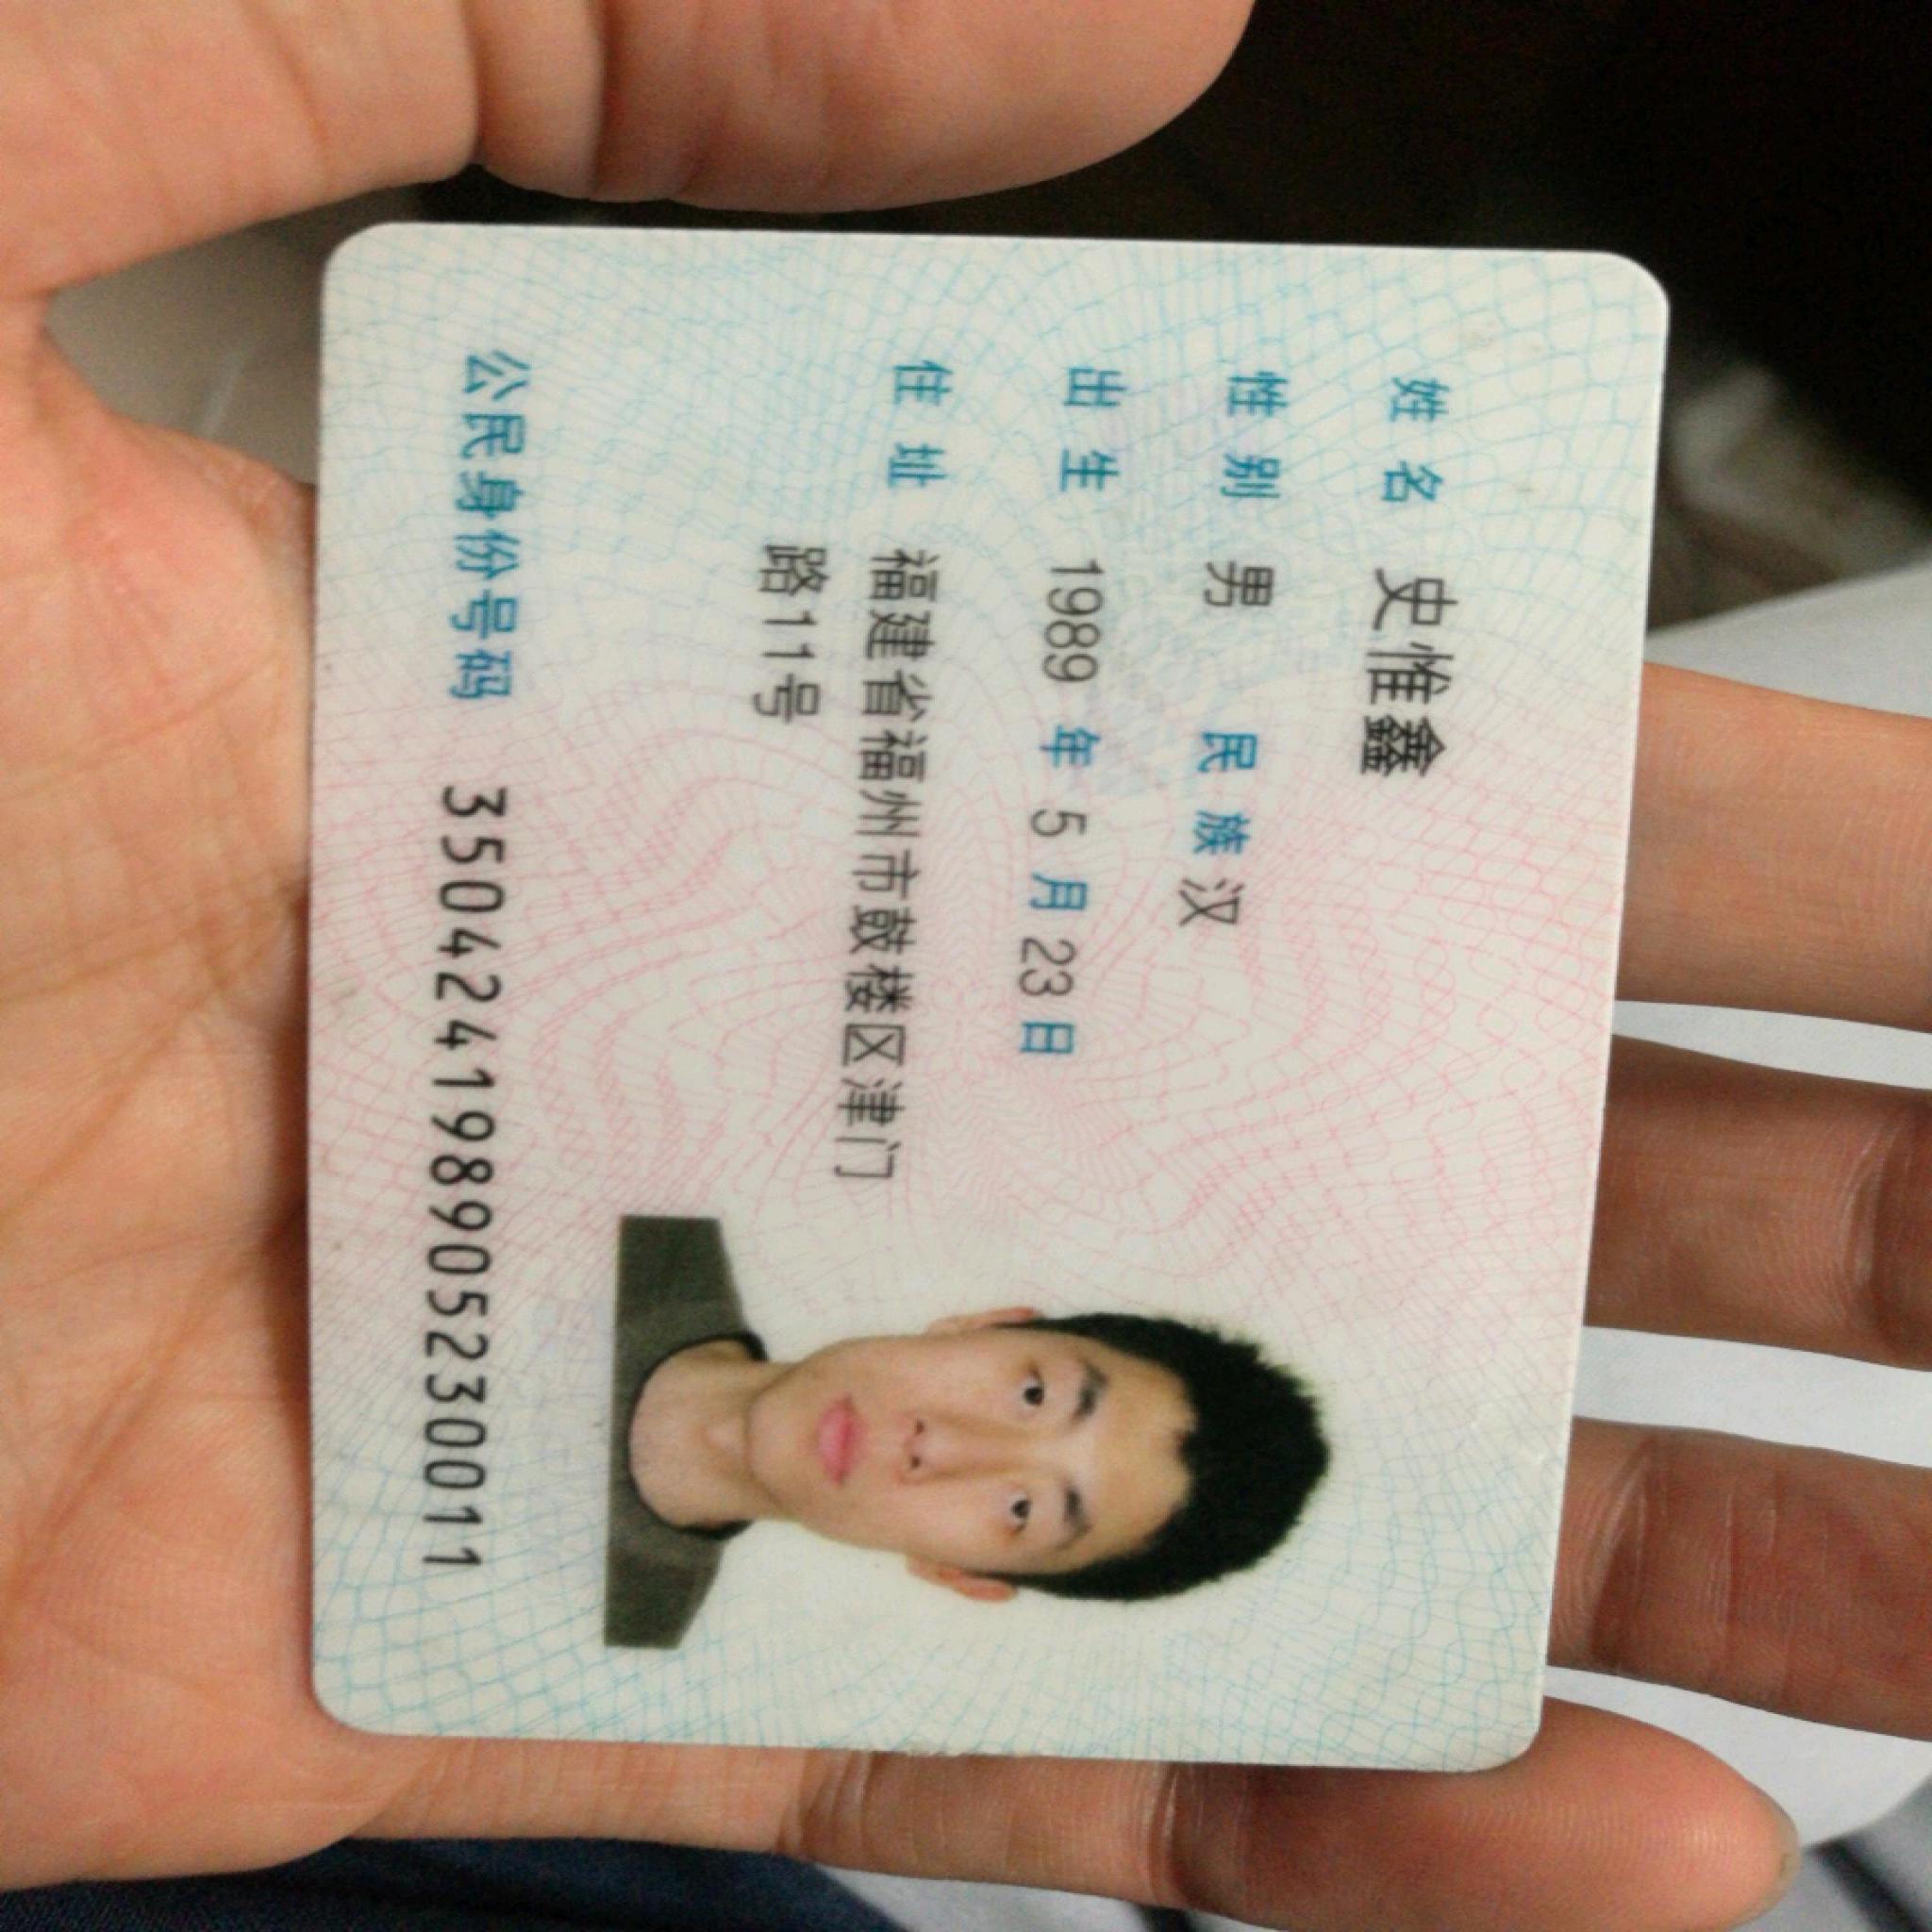 姓名 史惟鑫
性别 男 民族 汉
出生 1989 年 5 月 23 日
住址 福建省福州市鼓楼区津门
路11号
公民身份号码 350424198905230011